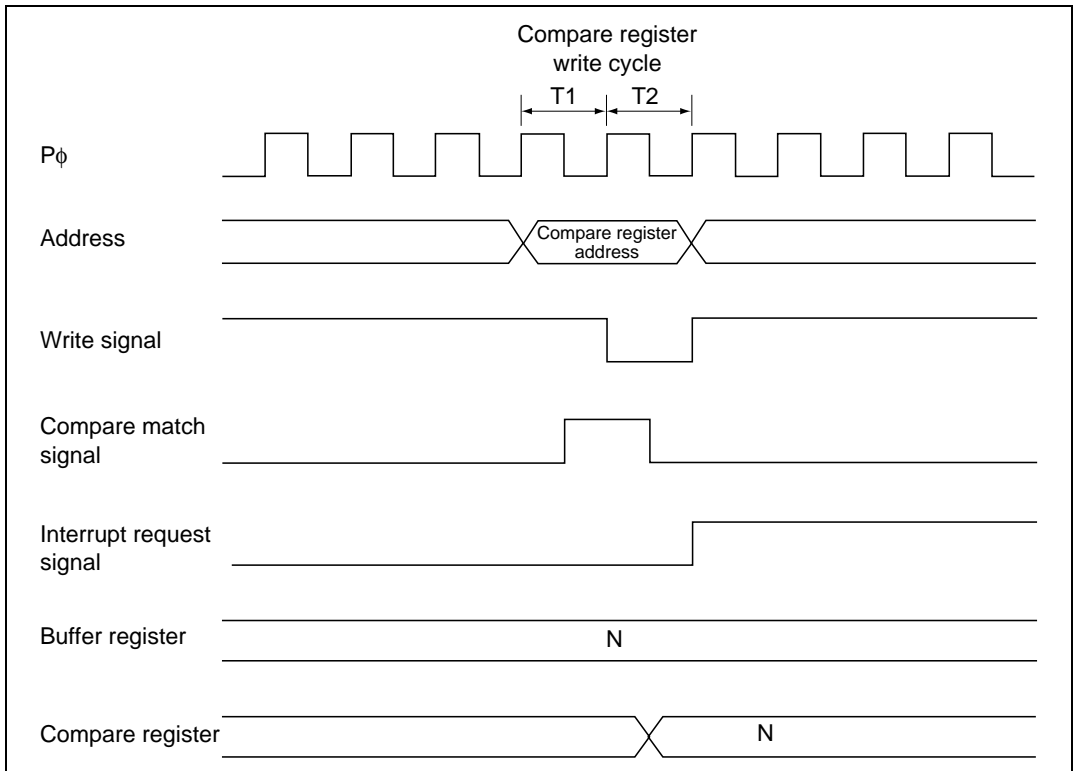 Compare register
write cycle
T1 T2
Pϕ
Address
Compare register
address
Write signal
Compare match
signal
Interrupt request
signal
Buffer register
N
Compare register
N